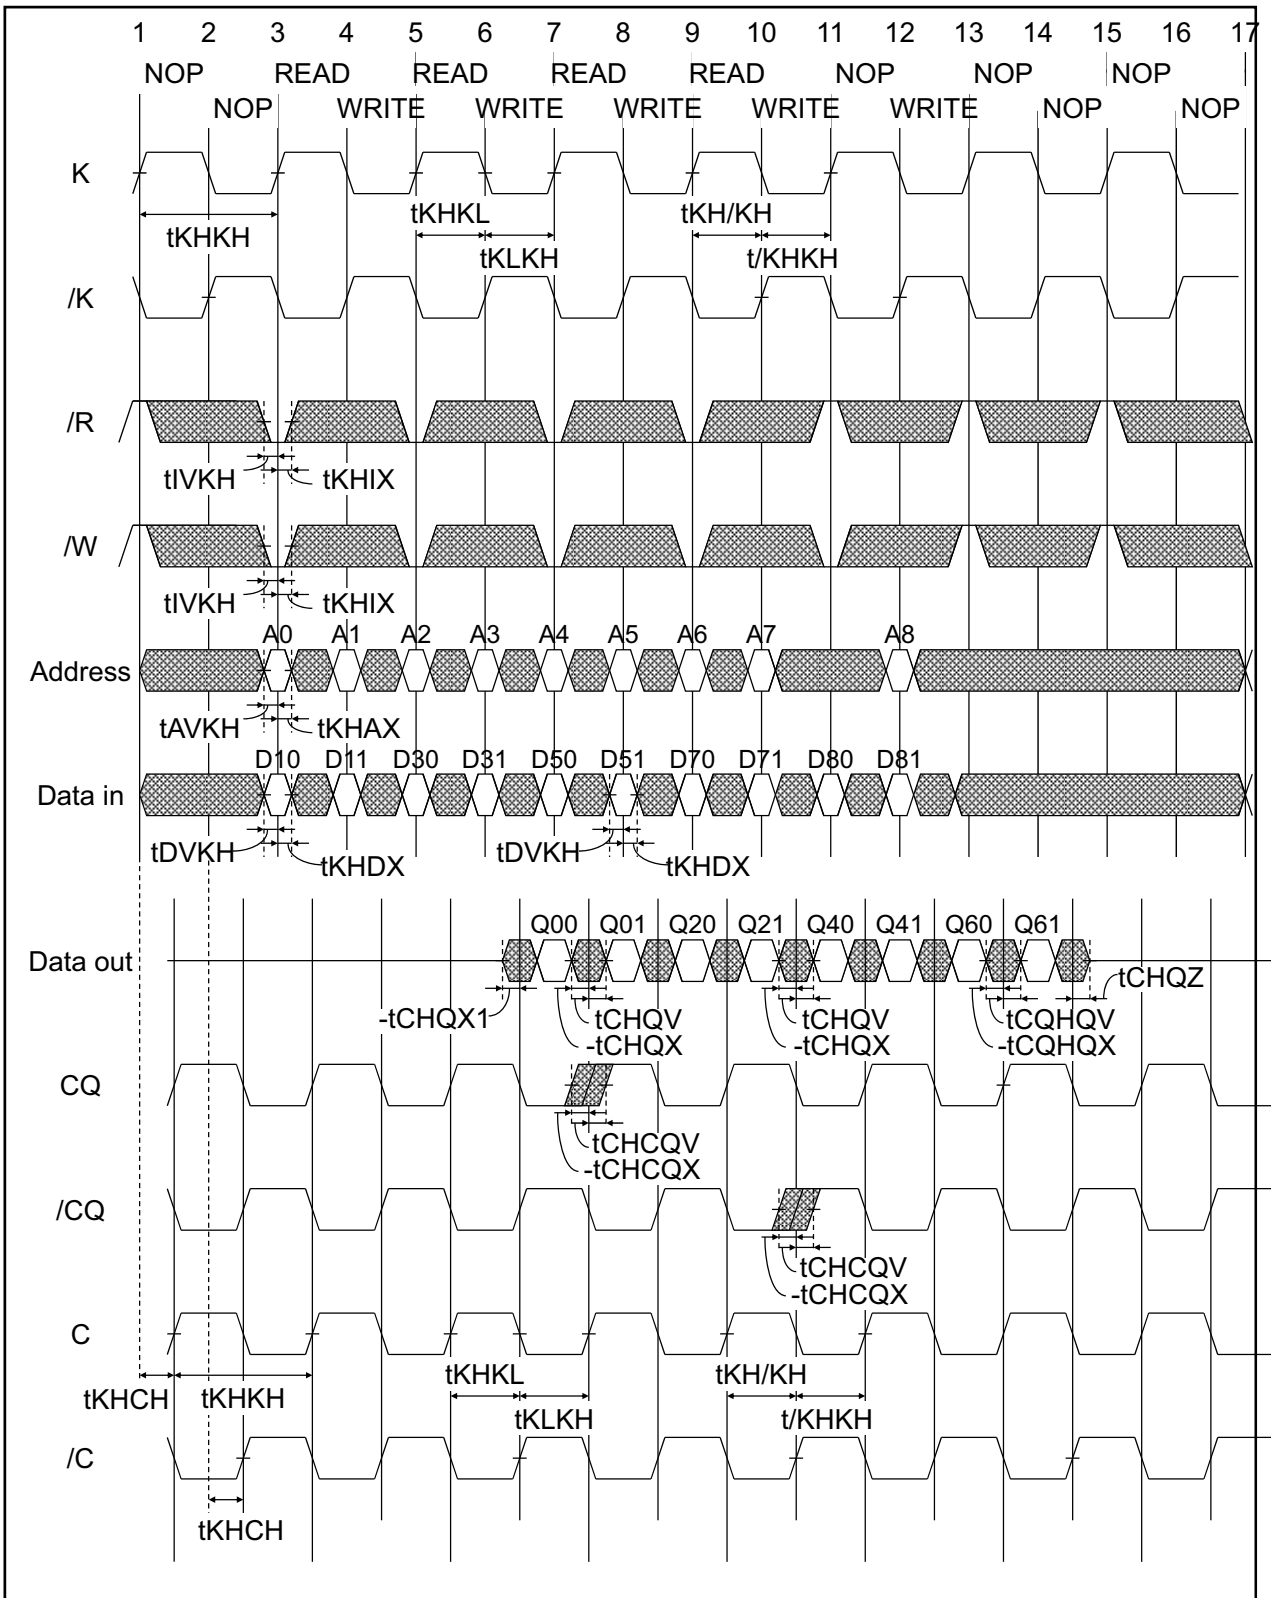 1 2 3 4 5 6 7 8 9 10 11 12 13 14 15 16 17
NOP READ READ READ READ NOP NOP NOP
NOP WRITE WRITE WRITE WRITE WRITE NOP NOP
K
tKHKL tKH/KH
tKHKH tKLKH t/KHKH
/K
/R
tIVKH tKHIX
/W
tIVKH tKHIX
A0 A1 A2 A3 A4 A5 A6 A7 A8
Address
tAVKH tKHAX
D10 D11 D30 D31 D50 D51 D70 D71 D80 D81
Data in
tDVKH tKHDX tDVKH tKHDX
Q00 Q01 Q20 Q21 Q40 Q41 Q60 Q61
Data out
tCHQZ
-tCHQX1 tCHQV tCHQV tCQHQV
-tCHQX -tCHQX -tCQHQX
CQ
tCHCQV
-tCHCQX
/CQ
tCHCQV
-tCHCQX
C
tKHCH tKHKH tKHKL tKH/KH
tKLKH t/KHKH
/C
tKHCH